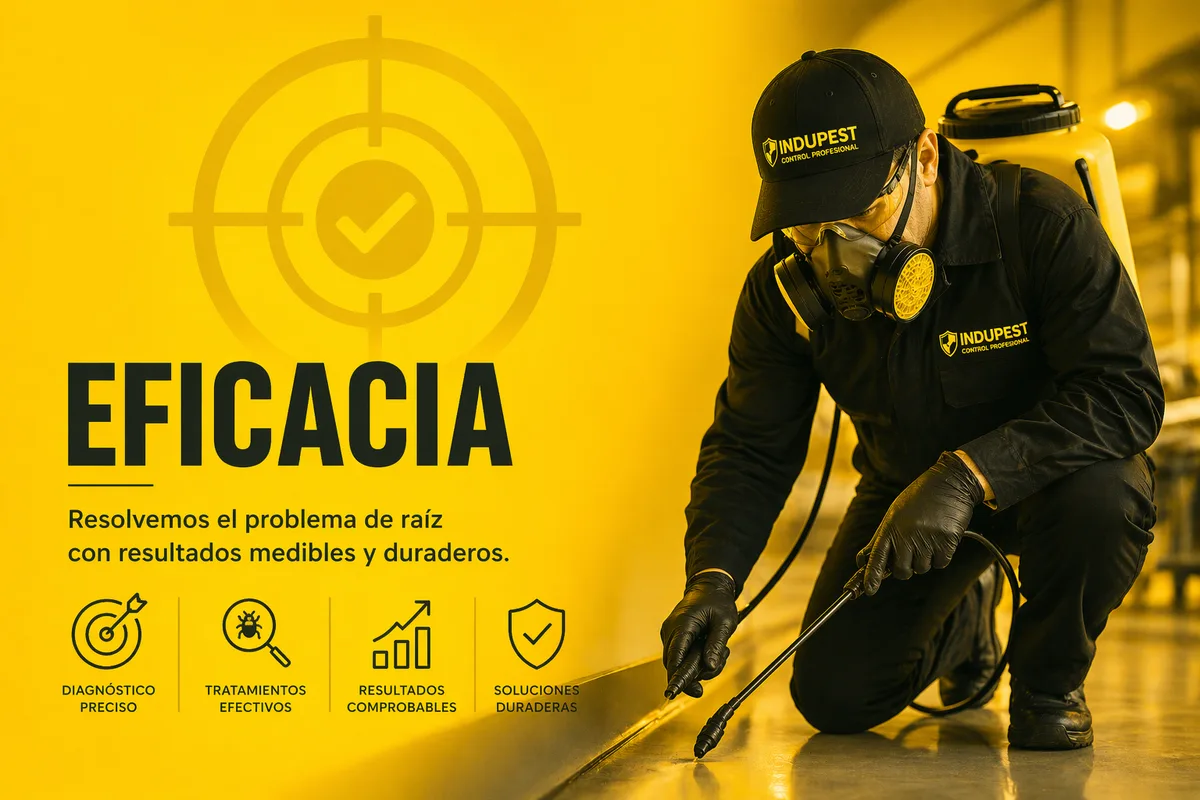 EFICACIA
Resolvemos el problema de raíz
con resultados medibles y duraderos.
DIAGNÓSTICO
PRECISO
TRATAMIENTOS
EFECTIVOS
RESULTADOS
COMPROBABLES
SOLUCIONES
DURADERAS
INDUPEST
CONTROL PROFESIONAL
INDUPEST
CONTROL PROFESIONAL